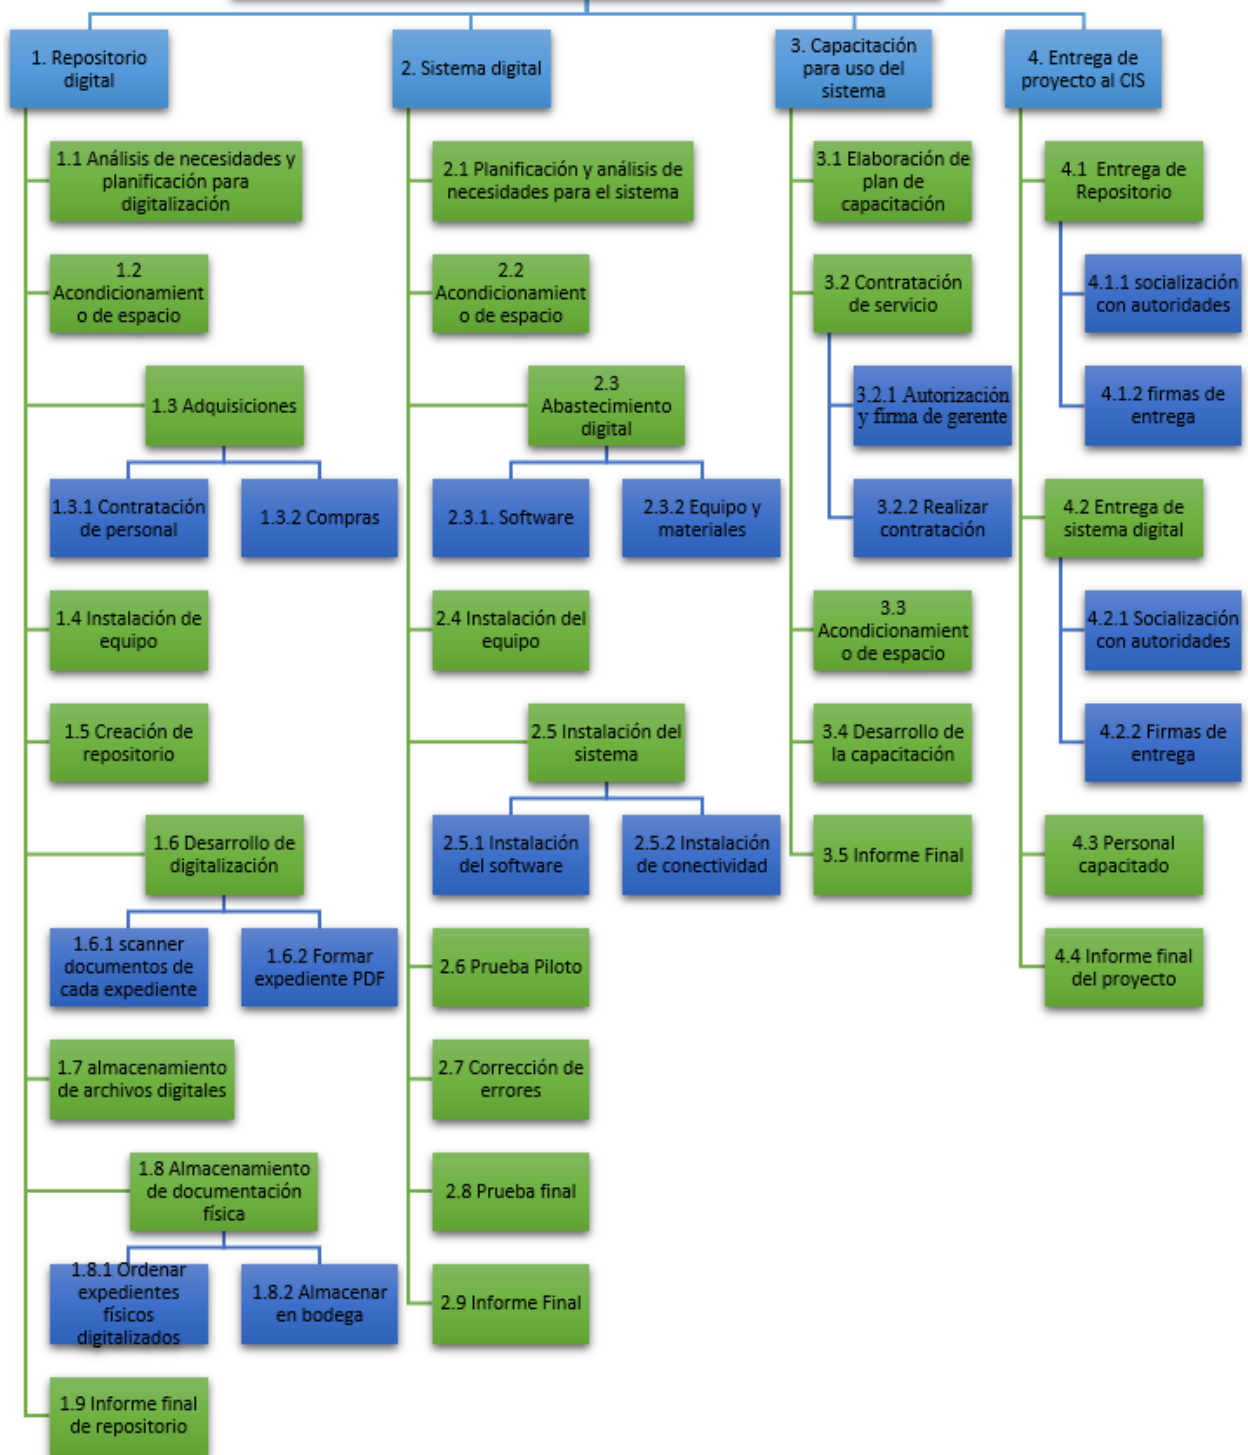 1. Repositorio
digital
2. Sistema digital
3. Capacitación
para uso del
sistema
4. Entrega de
proyecto al CIS
1.1 Análisis de necesidades y
planificación para
digitalización
2.1 Planificación y análisis de
necesidades para el sistema
3.1 Elaboración de
plan de
capacitación
4.1 Entrega de
Repositorio
1.2
Acondicionamient
o de espacio
2.2
Acondicionamient
o de espacio
3.2 Contratación
de servicio
4.1.1 socialización
con autoridades
1.3 Adquisiciones
2.3
Abastecimiento
digital
3.2.1 Autorización
y firma de gerente
4.1.2 firmas de
entrega
1.3.1 Contratación
de personal
1.3.2 Compras
2.3.1. Software
2.3.2 Equipo y
materiales
3.2.2 Realizar
contratación
4.2 Entrega de
sistema digital
1.4 Instalación de
equipo
2.4 Instalación del
equipo
3.3
Acondicionamient
o de espacio
4.2.1 Socialización
con autoridades
1.5 Creación de
repositorio
2.5 Instalación del
sistema
3.4 Desarrollo de
la capacitación
4.2.2 Firmas de
entrega
1.6 Desarrollo de
digitalización
2.5.1 Instalación
del software
2.5.2 Instalación
de conectividad
3.5 Informe Final
4.3 Personal
capacitado
1.6.1 scanner
documentos de
cada expediente
1.6.2 Formar
expediente PDF
2.6 Prueba Piloto
4.4 Informe final
del proyecto
1.7 almacenamiento
de archivos digitales
2.7 Corrección de
errores
1.8 Almacenamiento
de documentación
física
2.8 Prueba final
1.8.1 Ordenar
expedientes
físicos
digitalizados
1.8.2 Almacenar
en bodega
2.9 Informe Final
1.9 Informe final
de repositorio